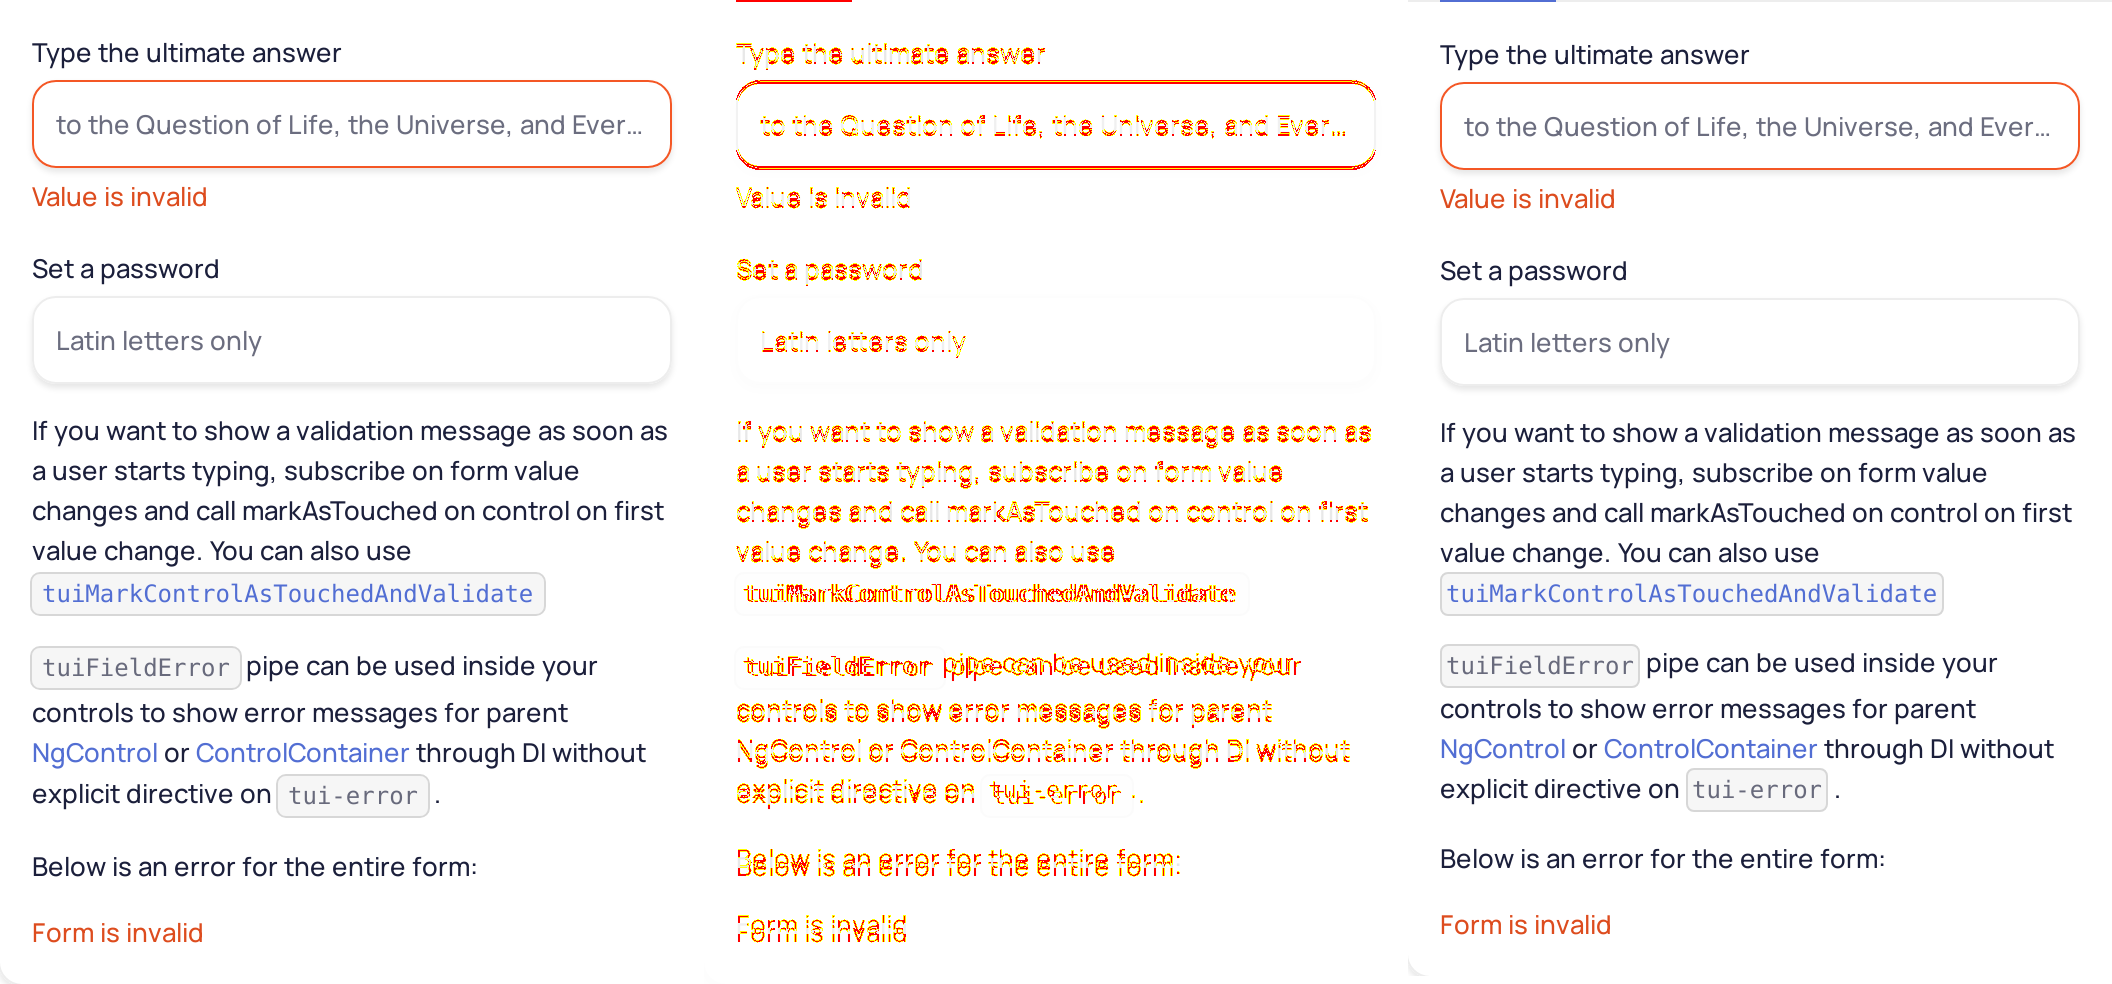 Type the ultimate answer
to the Question of Life, the Universe, and Ever…
Value is invalid
Set a password
Latin letters only
If you want to show a validation message as soon as
a user starts typing, subscribe on form value
changes and call markAsTouched on control on first
value change. You can also use
tuiMarkControlAsTouchedAndValidate
tuiFieldError pipe can be used inside your
controls to show error messages for parent
NgControl or ControlContainer through DI without
explicit directive on tui-error .
Below is an error for the entire form:
Form is invalid
Type the ultimate answer
to the Question of Life, the Universe, and Ever…
Value is invalid
Set a password
Latin letters only
If you want to show a validation message as soon as
a user starts typing, subscribe on form value
changes and call markAsTouched on control on first
value change. You can also use
tuiMarkControlAsTouchedAndValidate
tuiFieldError pipe can be used inside your
controls to show error messages for parent
NgControl or ControlContainer through DI without
explicit directive on tui-error .
Below is an error for the entire form:
Form is invalid
Type the ultimate answer
to the Question of Life, the Universe, and Ever…
Value is invalid
Set a password
Latin letters only
If you want to show a validation message as soon as
a user starts typing, subscribe on form value
changes and call markAsTouched on control on first
value change. You can also use
tuiMarkControlAsTouchedAndValidate
tuiFieldError pipe can be used inside your
controls to show error messages for parent
NgControl or ControlContainer through DI without
explicit directive on tui-error .
Below is an error for the entire form:
Form is invalid